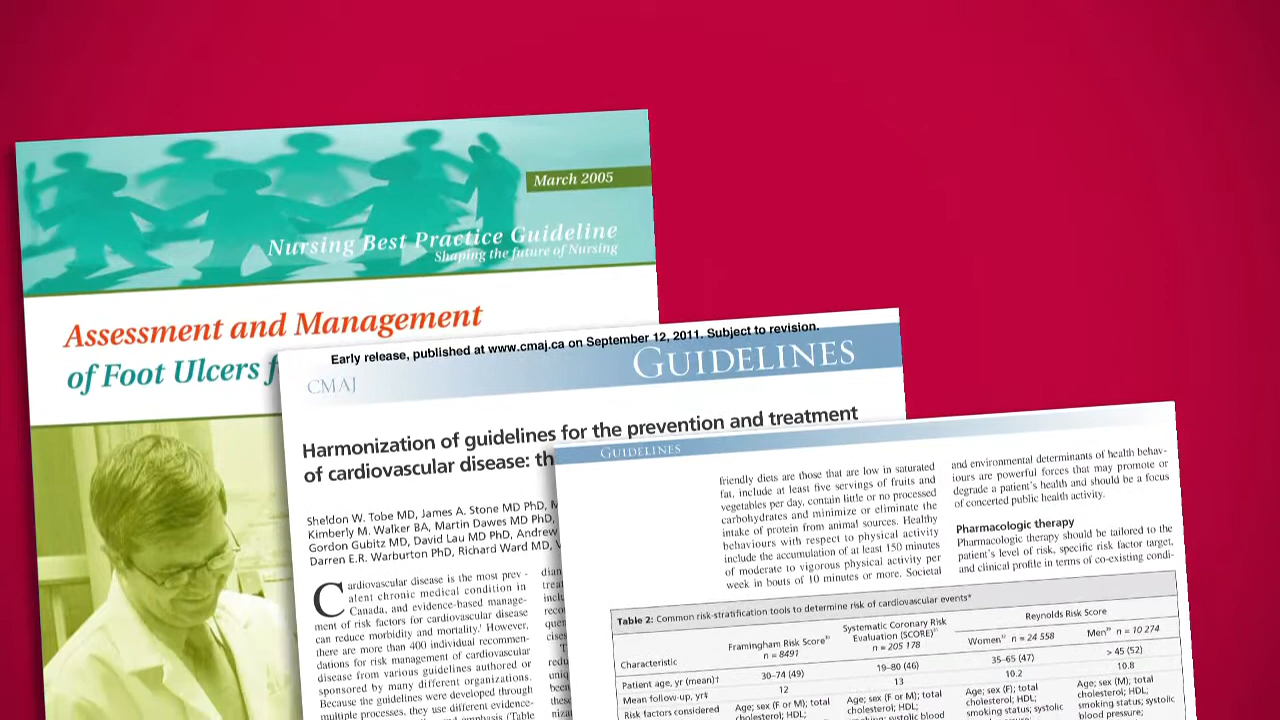 March 2005
Nursing Best Practice Guideline
Shaping the future of Nursing
Assessment and Management
of Foot Ulcers
Early release, published at www.cmaj.ca on September 12, 2011. Subject to revision.
CMAJ
GUIDELINES
Harmonization of guidelines for the prevention and treatment
of cardiovascular disease: th
Sheldon W. Tobe MD, James A. Stone MD PhD, M
Kimberly M. Walker BA, Martin Dawes MD PhD,
Gordon Gubitz MD, David Lau MD PhD, Andrew
Darren E.R. Warburton PhD, Richard Ward MD, V
Cardiovascular disease is the most prev-
alent chronic medical condition in
Canada, and evidence-based manage-
ment of risk factors for cardiovascular disease
can reduce morbidity and mortality.¹ However,
there are more than 400 individual recommen-
dations for risk management of cardiovascular
disease from various guidelines authored or
sponsored by many different organizations.
Because the guidelines were developed through
multiple processes, they use different evidence-
emphasis (Table
GUIDELINES
friendly diets are those that are low in saturated
fat, include at least five servings of fruits and
vegetables per day, contain little or no processed
carbohydrates and minimize or eliminate the
intake of protein from animal sources. Healthy
behaviours with respect to physical activity
include the accumulation of at least 150 minutes
of moderate to vigorous physical activity per
week in bouts of 10 minutes or more. Societal
and environmental determinants of health behav-
iours are powerful forces that may promote or
degrade a patient's health and should be a focus
of concerted public health activity.
Pharmacologic therapy
Pharmacologic therapy should be tailored to the
patient's level of risk, specific risk factor target,
and clinical profile in terms of co-existing condi-
Table 2: Common risk-stratification tools to determine risk of cardiovascular events*
Reynolds Risk Score
Characteristic
Framingham Risk Score
n = 8491
Systematic Coronary Risk
Evaluation (SCORE)
n = 205 178
Women n = 24 558
Men n = 10 274
Patient age, yr (mean)† 30–74 (49) 19–80 (46) 35–65 (47) > 45 (52)
Mean follow-up, yr‡ 12 13 10.2 10.8
Risk factors considered
Age; sex (F or M); total
cholesterol; HDL;
Age; sex (F or M); total
cholesterol; HDL;
smoking; systolic blood
Age; sex (F); total
cholesterol; HDL;
smoking status; systolic
Age; sex (M); total
cholesterol; HDL;
smoking status; systolic
blood pressure;